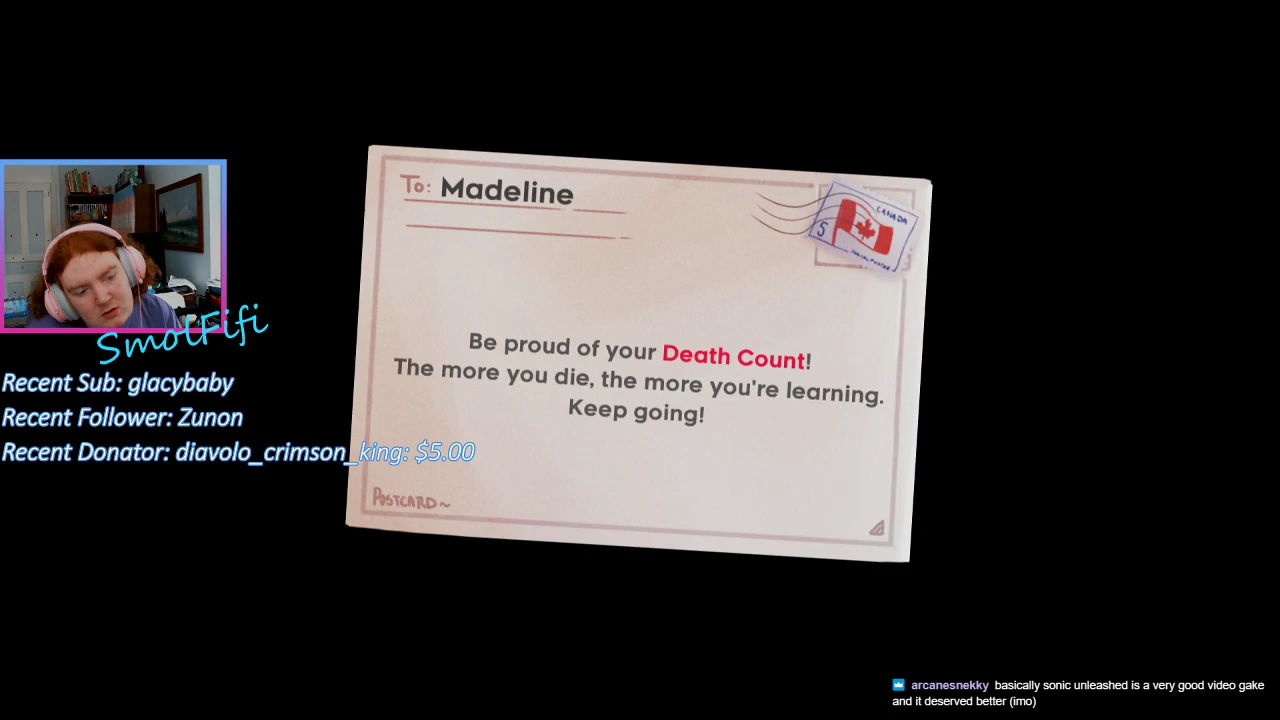 To: Madeline
CANADA
5
Be proud of your Death Count!
The more you die, the more you're learning.
Keep going!
POSTCARD~
SmolFifi
Recent Sub: glacybaby
Recent Follower: Zunon
Recent Donator: diavolo_crimson_king: $5.00
arcanesnekky basically sonic unleashed is a very good video gake
and it deserved better (imo)